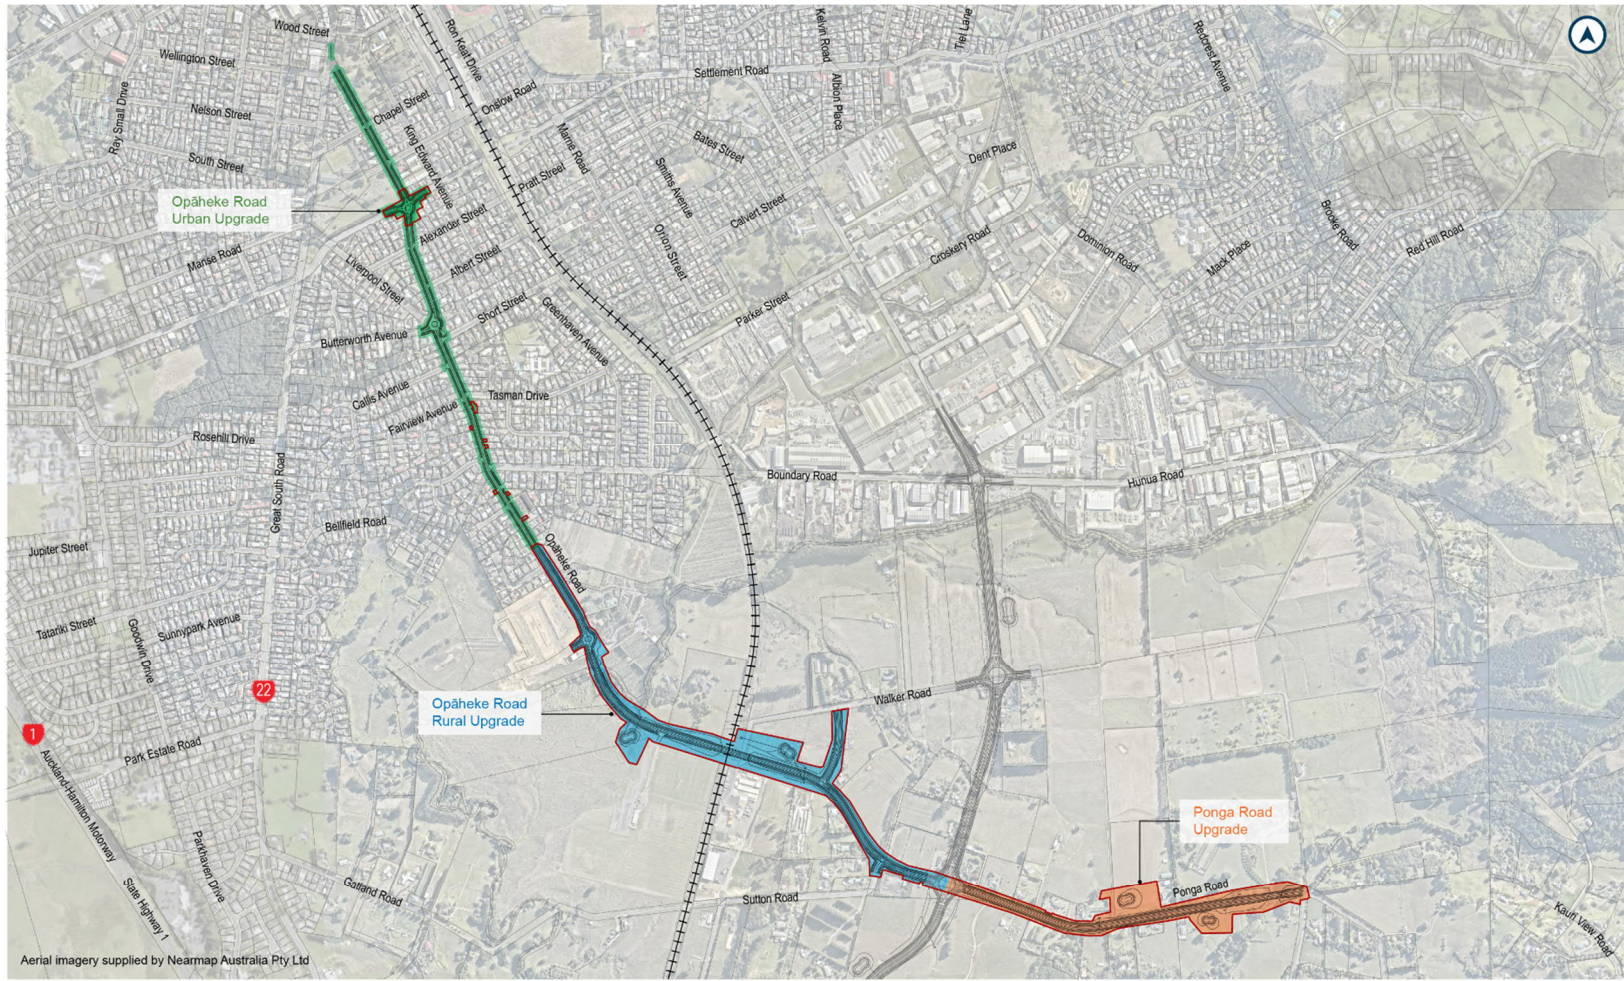 Wood Street
Wellington Street
Ray Small Drive
Nelson Street
South Street
Chapel Street
King Edward Avenue
Ron Keat Drive
Onslow Road
Marne Road
Pratt Street
Settlement Road
Kelvin Road
Albion Place
Tiel Lane
Redcrest Avenue
Bates Street
Smiths Avenue
Calvert Street
Orion Street
Dent Place
Croskery Road
Dominion Road
Mack Place
Brooke Road
Red Hill Road
Opāheke Road
Urban Upgrade
Manse Road
Alexander Street
Liverpool Street
Albert Street
Short Street
Greenhaven Avenue
Parker Street
Butterworth Avenue
Callis Avenue
Fairview Avenue
Tasman Drive
Rosehill Drive
Great South Road
Boundary Road
Hunua Road
Bellfield Road
Jupiter Street
Opāheke Road
Tatariki Street
Goodwin Drive
Sunnypark Avenue
22
1
Opāheke Road
Rural Upgrade
Walker Road
Park Estate Road
Auckland-Hamilton Motorway
Parkhaven Drive
State Highway 1
Gatland Road
Sutton Road
Ponga Road
Upgrade
Ponga Road
Kauri View Road
Aerial imagery supplied by Nearmap Australia Pty Ltd